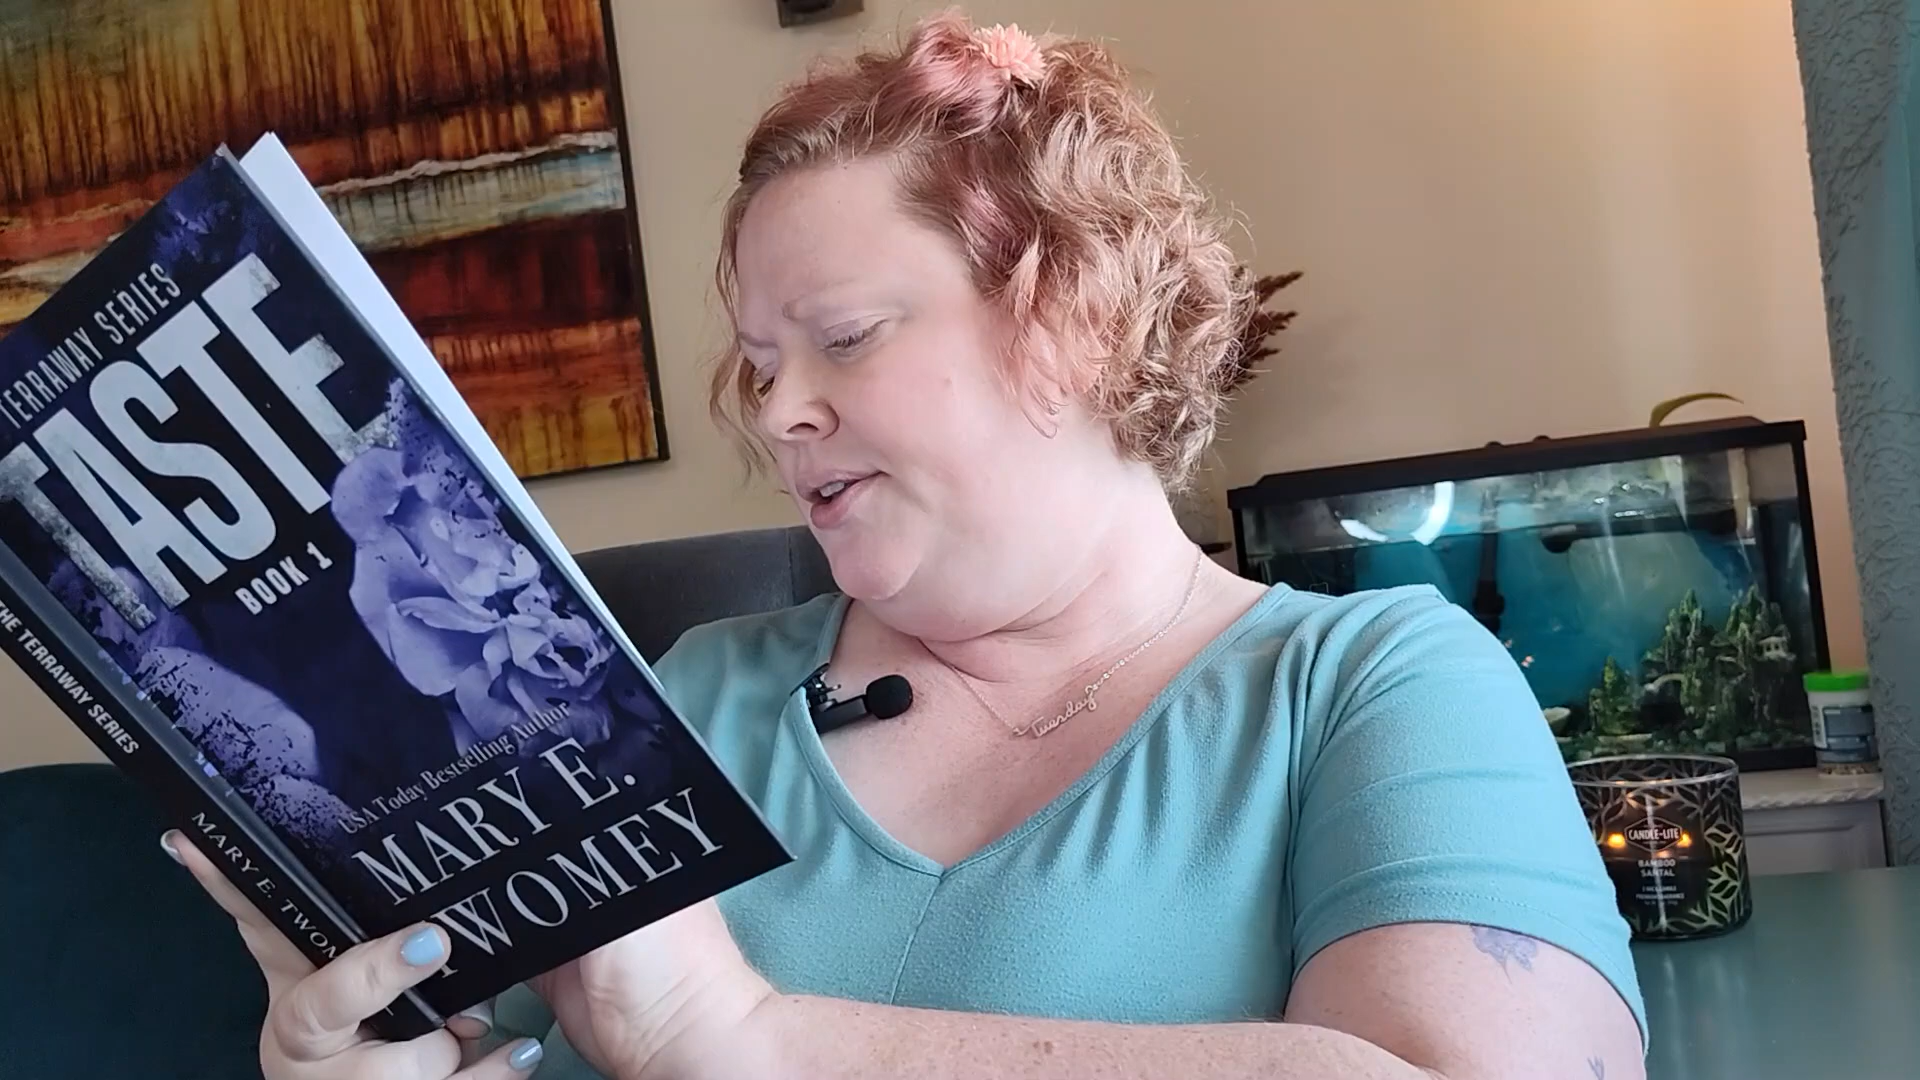 TERRAWAY SERIES
TASTE
BOOK 1
USA Today Bestselling Author
MARY E.
TWOMEY
THE TERRAWAY SERIES
MARY E. TWOM
Tuesday
CANDLE-LITE
BAMBOO
SANTAL